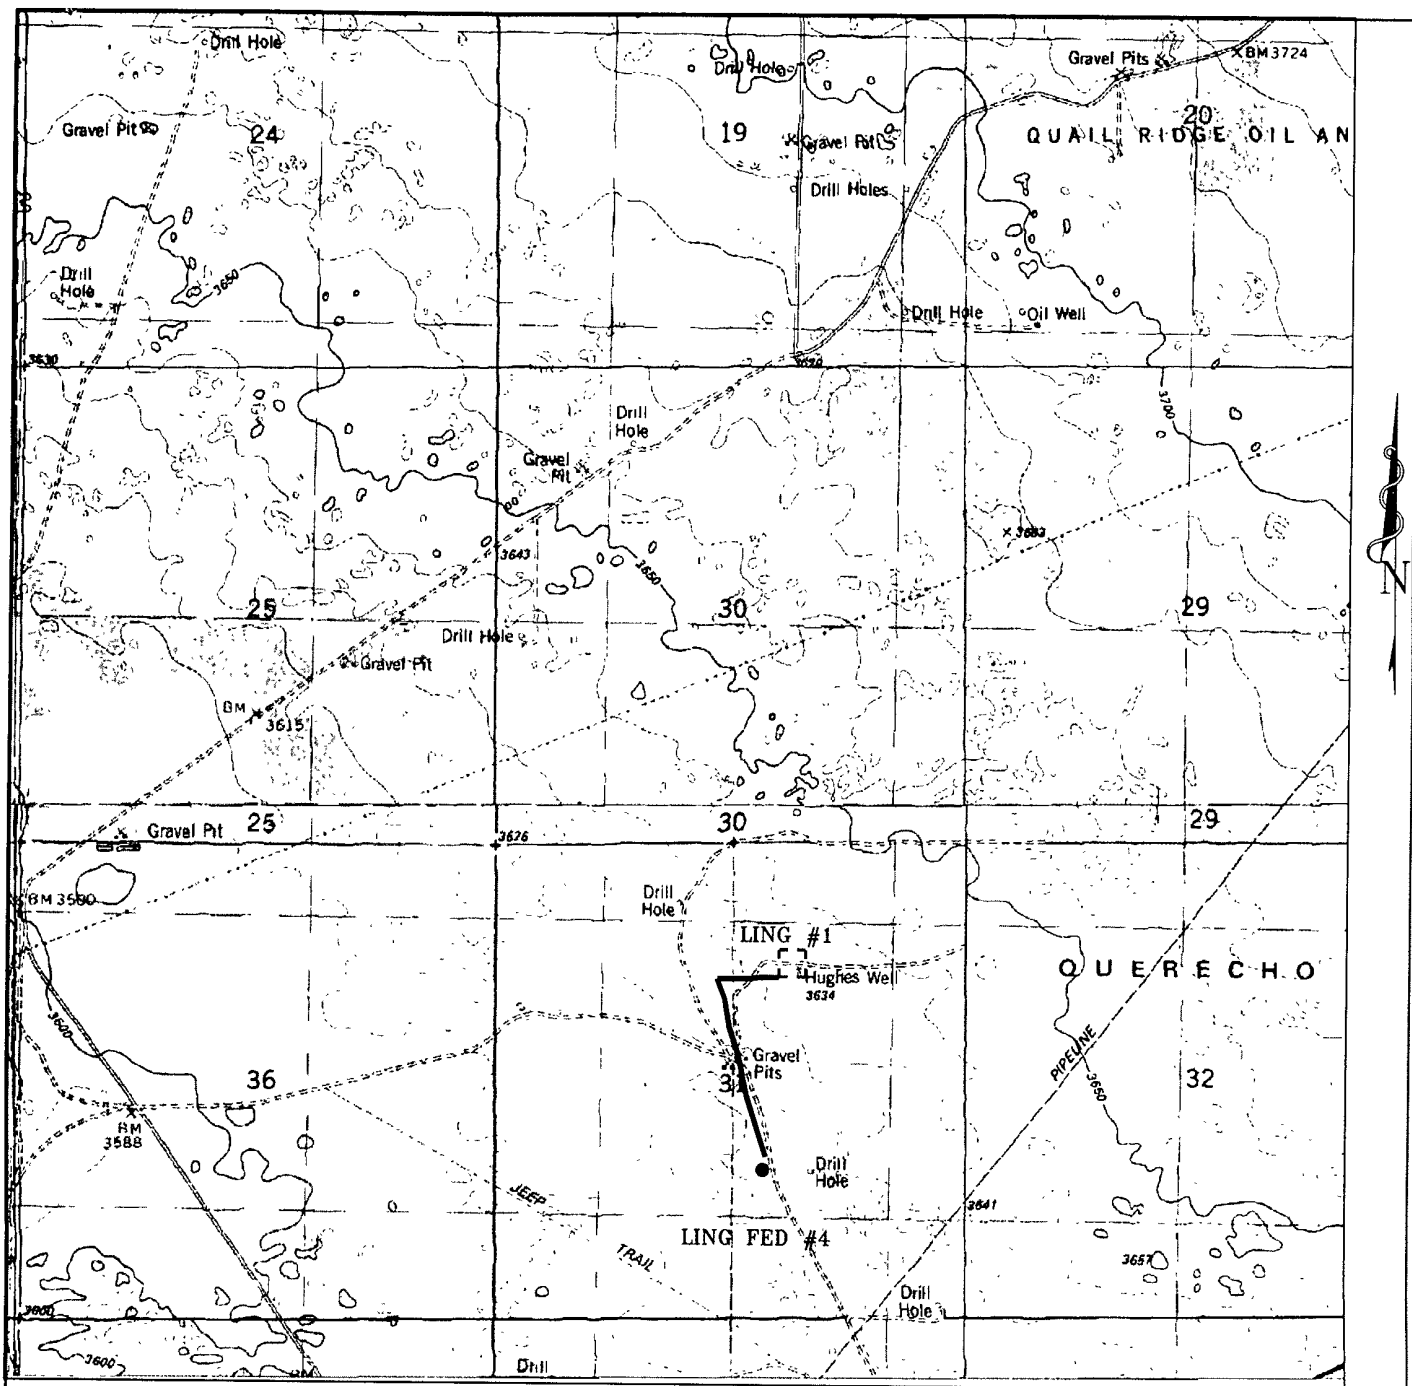 Drill Hole
Gravel Pits
BM 3724
Drill Hole
Gravel Pit
24
19
Gravel Pit
20
QUAIL RIDGE OIL AN
Drill Holes
Drill
Hole
3650
Drill Hole
Oil Well
3630
3700
Drill
Hole
Gravel
Pit
3643
3683
3650
25
30
29
Drill Hole
Gravel Pit
BM
3615
25
Gravel Pit
30
29
3626
BM 3590
Drill
Hole
LING #1
Hughes Well
3634
QUERECHO
3600
Gravel
Pits
36
PIPELINE
3650
32
BM
3588
Drill
Hole
JEEP
TRAIL
3641
LING FED #4
3657
Drill
Hole
3600
3600
Drill
N